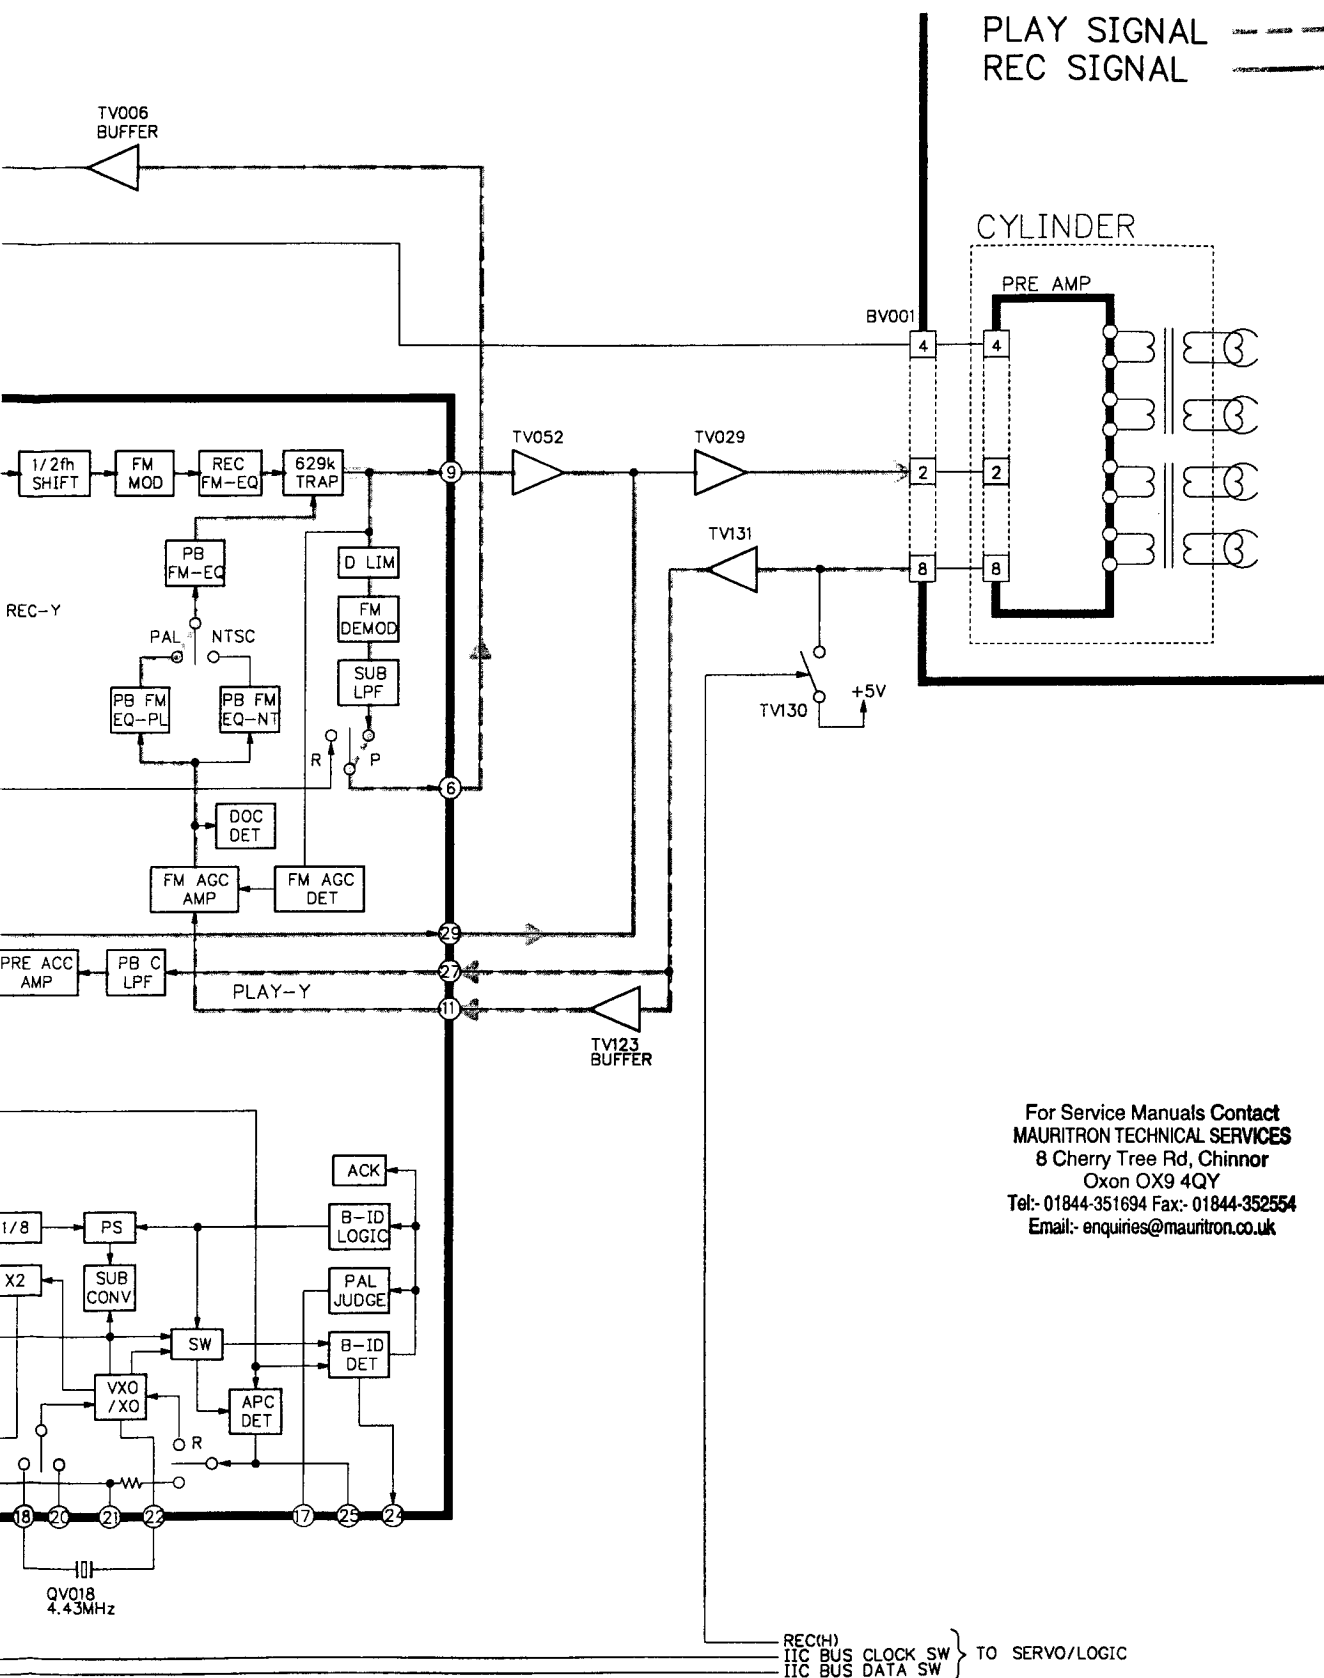 PLAY SIGNAL
REC SIGNAL
TV006
BUFFER
CYLINDER
PRE AMP
BV001
4
4
TV052
TV029
1/2fh
SHIFT
FM
MOD
REC
FM-EQ
629k
TRAP
9
2
2
TV131
PB
FM-EQ
D LIM
8
8
REC-Y
FM
DEMOD
PAL
NTSC
SUB
LPF
PB FM
EQ-PL
PB FM
EQ-NT
+5V
TV130
R
P
6
DOC
DET
FM AGC
AMP
FM AGC
DET
29
PRE ACC
AMP
PB C
LPF
27
PLAY-Y
11
TV123
BUFFER
For Service Manuals Contact
MAURITRON TECHNICAL SERVICES
8 Cherry Tree Rd, Chinnor
Oxon OX9 4QY
Tel:- 01844-351694 Fax:- 01844-352554
Email:- enquiries@mauritron.co.uk
ACK
1/8
PS
B-ID
LOGIC
X2
SUB
CONV
PAL
JUDGE
SW
B-ID
DET
VXO
/XO
APC
DET
R
18
20
21
22
17
25
24
QV018
4.43MHz
REC(H)
IIC BUS CLOCK SW
IIC BUS DATA SW
TO SERVO/LOGIC